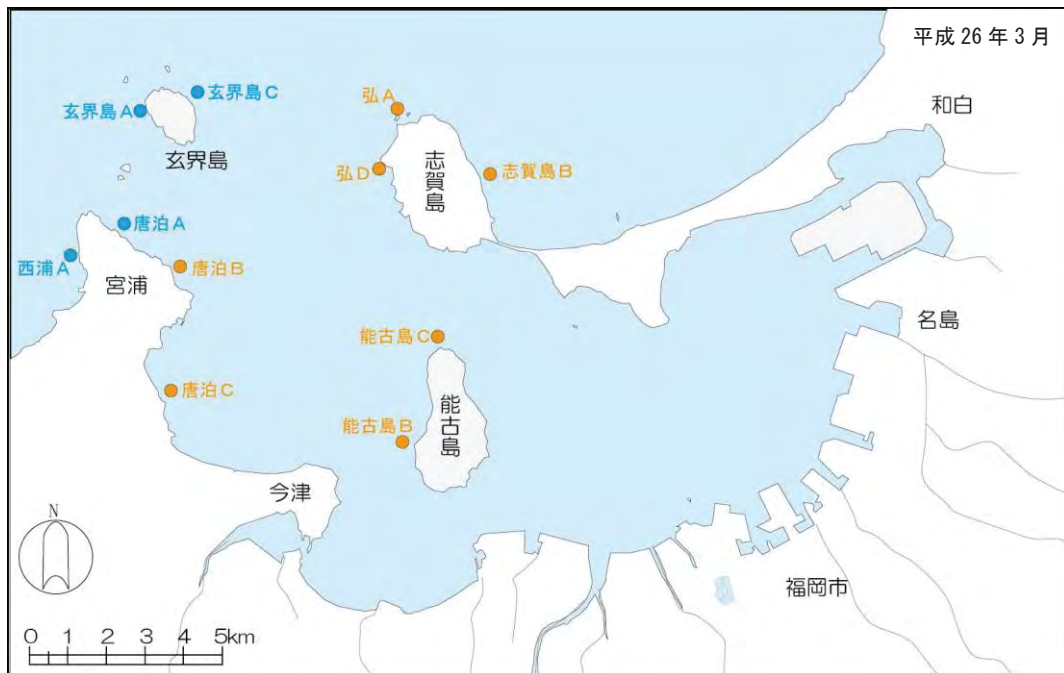 平成26年3月
玄界島C
玄界島A
弘A
和白
玄界島
志賀島
弘D
志賀島B
唐泊A
西浦A
唐泊B
宮浦
名島
能古島C
唐泊C
能古島
能古島B
今津
N
福岡市
0 1 2 3 4 5km